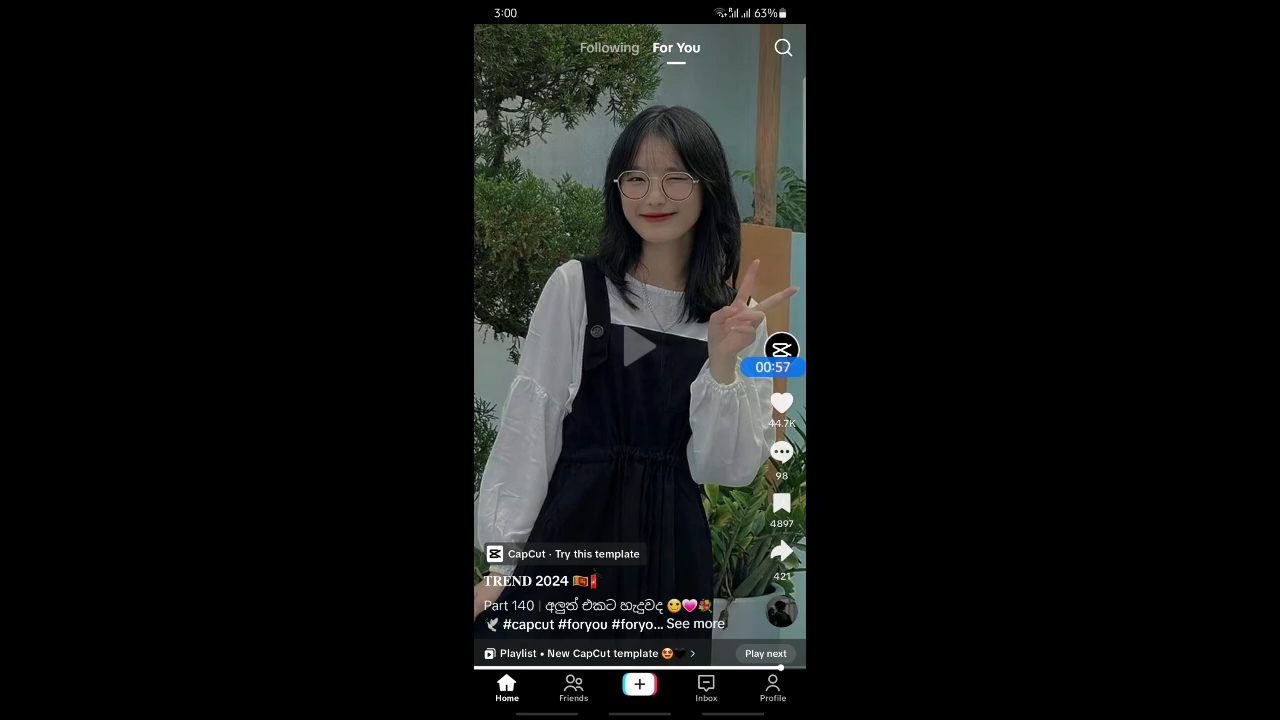 3:00
63%
Following For You
00:57
44.7K
98
4897
421
CapCut · Try this template
𝐓𝐑𝐄𝐍𝐃 2024 🇱🇰🧨
Part 140 | අලුත් එකට හැදුවද 😋💗💐
🕊️ #capcut #foryou #foryo... See more
Playlist • New CapCut template 😍🖤 >
Play next
Home Friends Inbox Profile